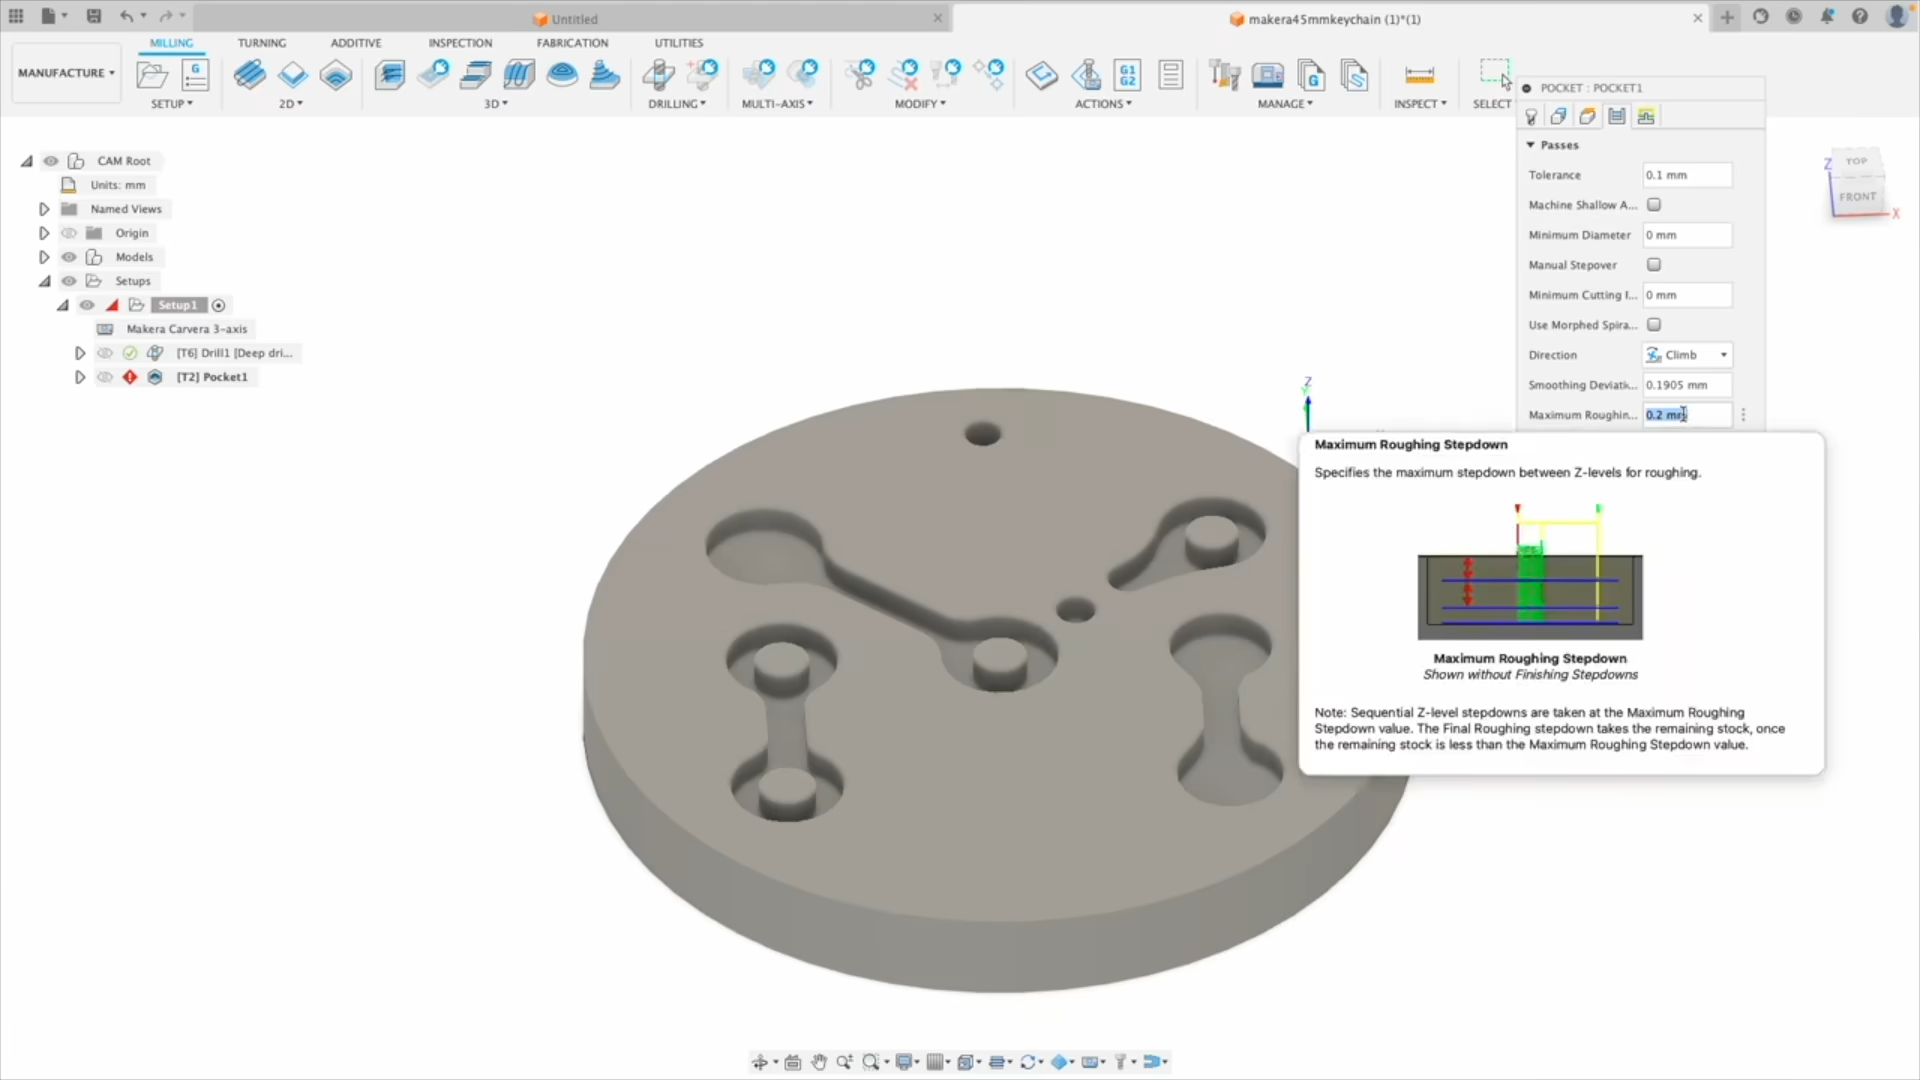 Untitled
makera45mmkeychain (1)*(1)
MILLING TURNING ADDITIVE INSPECTION FABRICATION UTILITIES
MANUFACTURE
G
G1
G2
G
SETUP 2D 3D DRILLING MULTI-AXIS MODIFY ACTIONS MANAGE INSPECT SELECT
POCKET : POCKET1
Passes
Tolerance 0.1 mm
Machine Shallow A...
Minimum Diameter 0 mm
Manual Stepover
Minimum Cutting I... 0 mm
Use Morphed Spira...
Direction Climb
Smoothing Deviati... 0.1905 mm
Maximum Roughin... 0.2 mm
CAM Root
Units: mm
Named Views
Origin
Models
Setups
Setup1
Makera Carvera 3-axis
[T6] Drill1 [Deep dri...
[T2] Pocket1
Z
TOP
FRONT
X
Z
Y
Maximum Roughing Stepdown
Specifies the maximum stepdown between Z-levels for roughing.
Maximum Roughing Stepdown
Shown without Finishing Stepdowns
Note: Sequential Z-level stepdowns are taken at the Maximum Roughing
Stepdown value. The Final Roughing stepdown takes the remaining stock, once
the remaining stock is less than the Maximum Roughing Stepdown value.